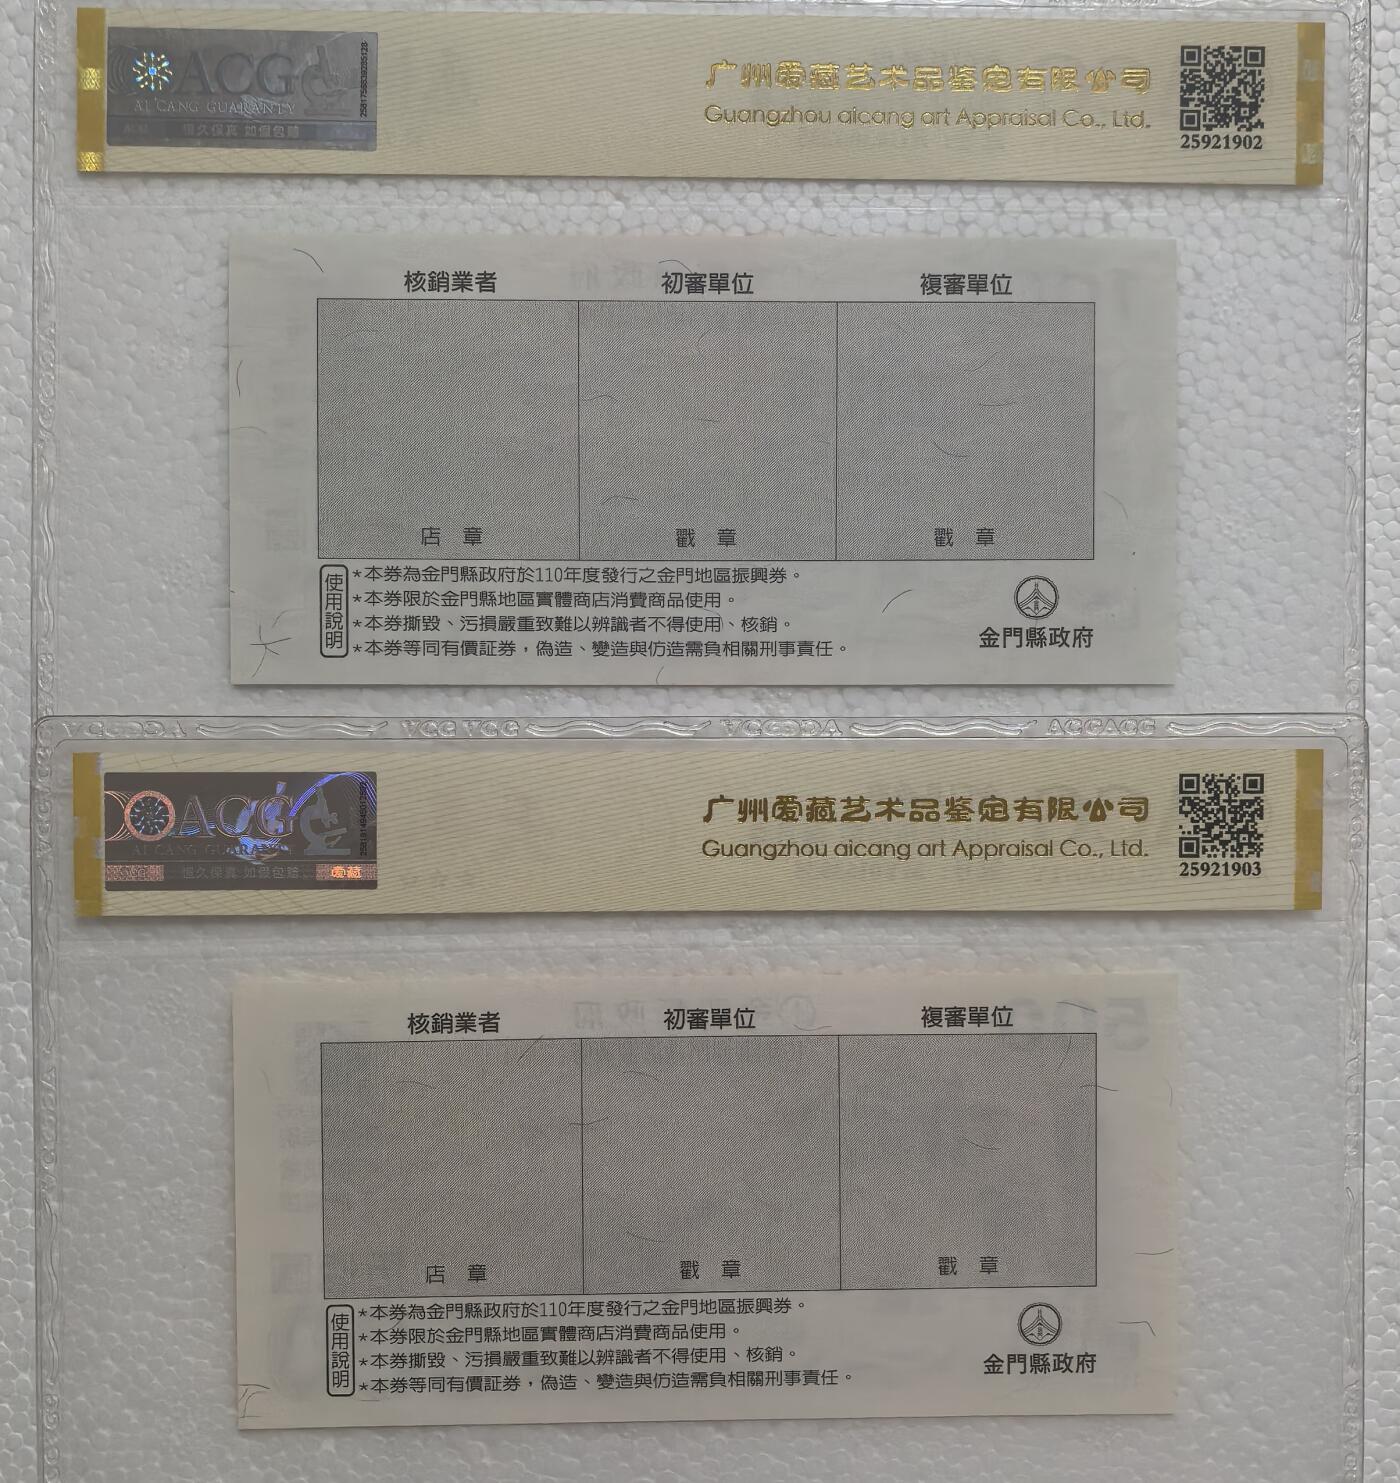 ACG
AI CANG GUARANTY
恒久保真 如假包赔
广州爱藏艺术品鉴定有限公司
Guangzhou aicang art Appraisal Co., Ltd.
25921902
核銷業者 初審單位 複審單位
店 章 戳 章 戳 章
使用說明
*本券為金門縣政府於110年度發行之金門地區振興券。
*本券限於金門縣地區實體商店消費商品使用。
*本券撕毀、污損嚴重致難以辨識者不得使用、核銷。
*本券等同有價証券，偽造、變造與仿造需負相關刑事責任。
金門縣政府
ACG
AI CANG GUARANTY
恒久保真 如假包赔
爱藏
广州爱藏艺术品鉴定有限公司
Guangzhou aicang art Appraisal Co., Ltd.
25921903
核銷業者 初審單位 複審單位
店 章 戳 章 戳 章
使用說明
*本券為金門縣政府於110年度發行之金門地區振興券。
*本券限於金門縣地區實體商店消費商品使用。
*本券撕毀、污損嚴重致難以辨識者不得使用、核銷。
*本券等同有價証券，偽造、變造與仿造需負相關刑事責任。
金門縣政府